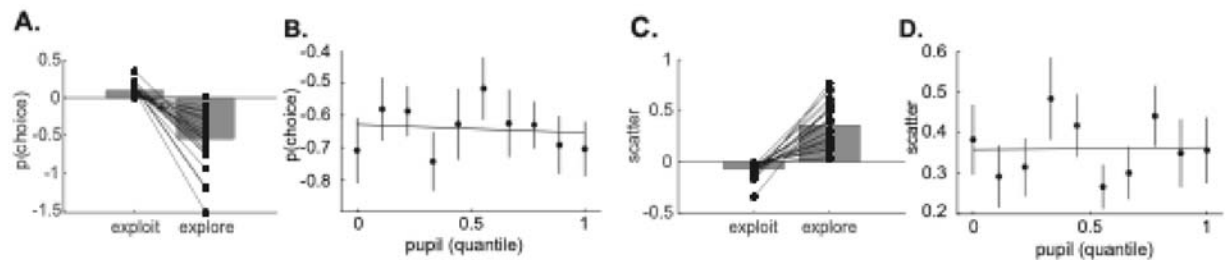 A.
p(choice)
0.5
0
-0.5
-1
-1.5
exploit explore
B.
p(choice)
-0.4
-0.5
-0.6
-0.7
-0.8
0 0.5 1
pupil (quantile)
C.
scatter
1
0.5
0
-0.5
exploit explore
D.
scatter
0.6
0.5
0.4
0.3
0.2
0 0.5 1
pupil (quantile)